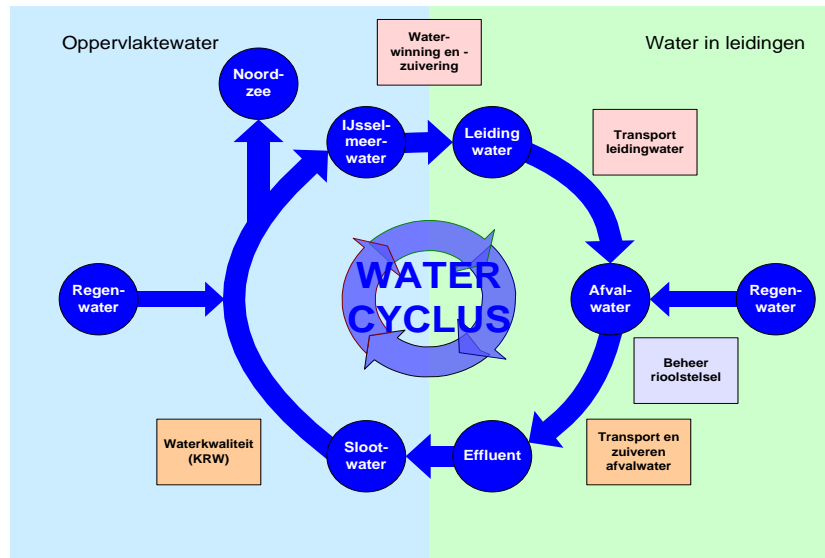 Oppervlaktewater
Water-
winning en -
zuivering
Water in leidingen
Noord-
zee
IJssel-
meer-
water
Leiding
water
Transport
leidingwater
Regen-
water
WATER
CYCLUS
Afval-
water
Regen-
water
Beheer
rioolstelsel
Waterkwaliteit
(KRW)
Sloot-
water
Effluent
Transport en
zuiveren
afvalwater